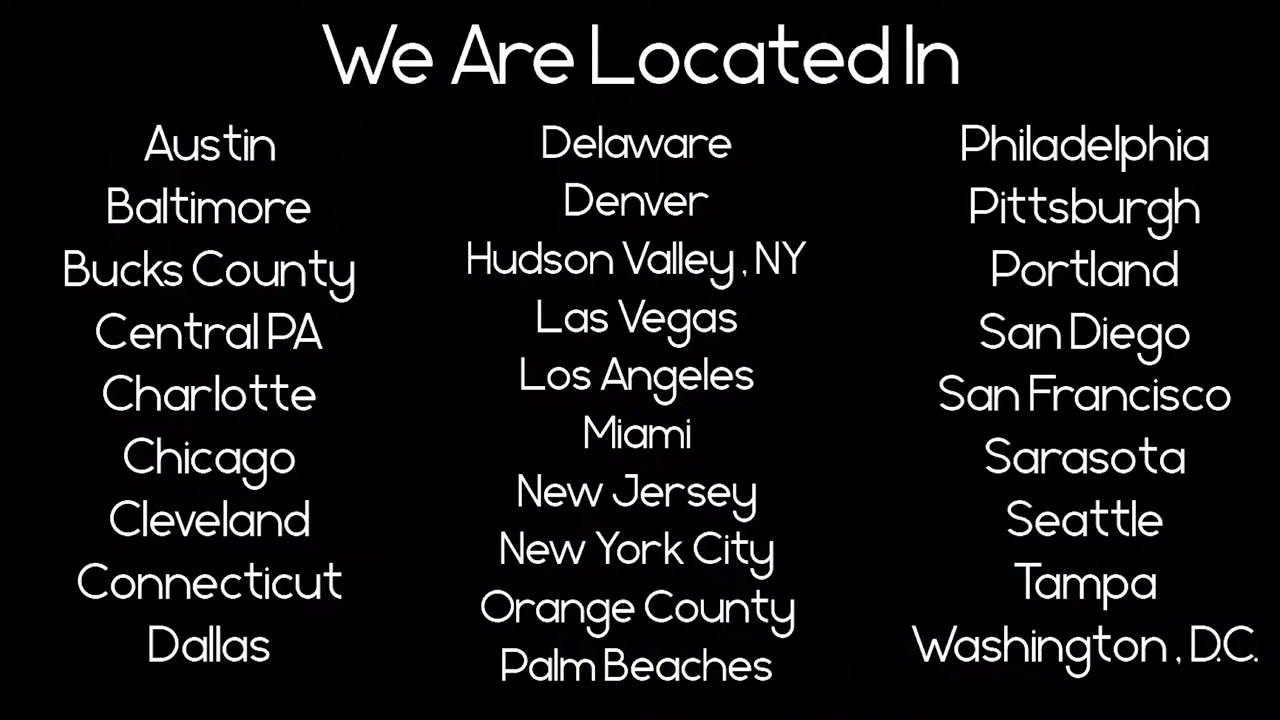 We Are Located In
Austin
Baltimore
Bucks County
Central PA
Charlotte
Chicago
Cleveland
Connecticut
Dallas
Delaware
Denver
Hudson Valley , NY
Las Vegas
Los Angeles
Miami
New Jersey
New York City
Orange County
Palm Beaches
Philadelphia
Pittsburgh
Portland
San Diego
San Francisco
Sarasota
Seattle
Tampa
Washington , D.C.